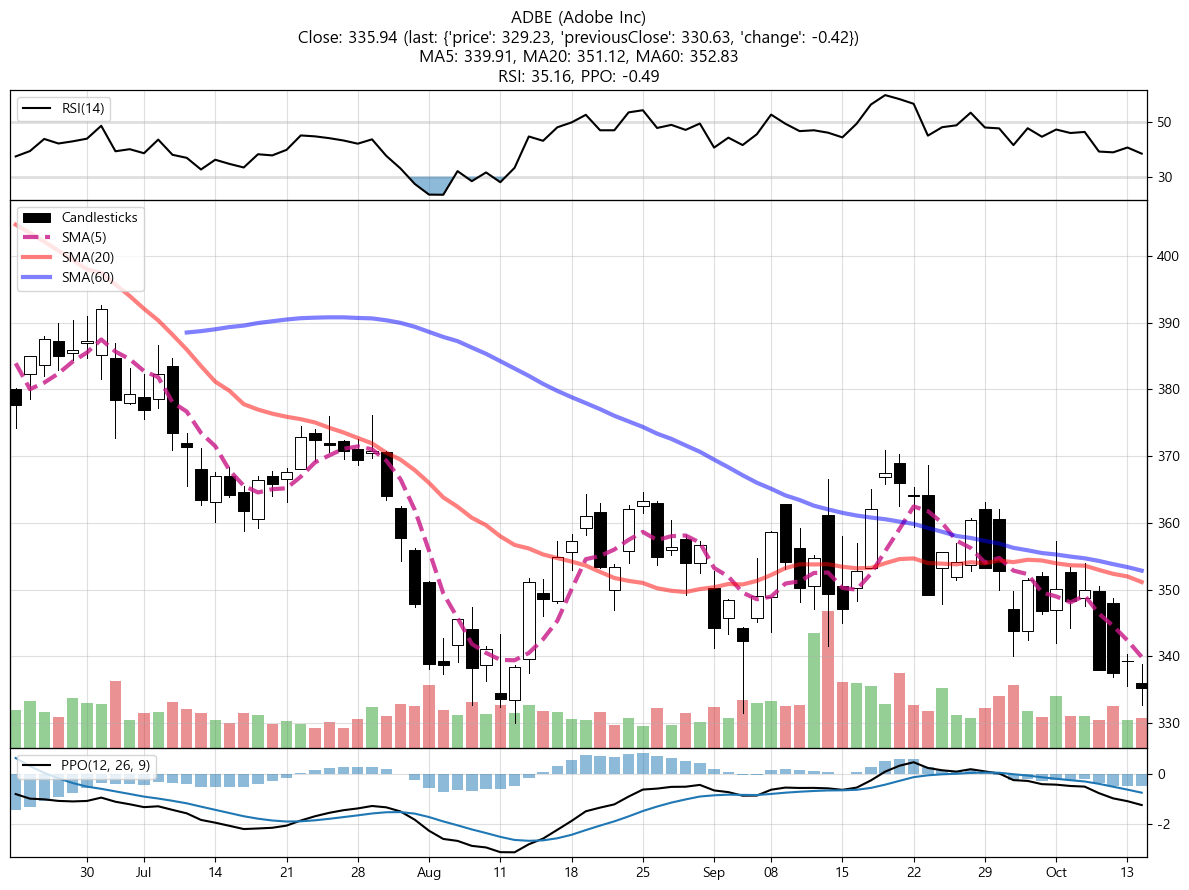 ADBE (Adobe Inc)
Close: 335.94 (last: {'price': 329.23, 'previousClose': 330.63, 'change': -0.42})
MA5: 339.91, MA20: 351.12, MA60: 352.83
RSI: 35.16, PPO: -0.49
RSI(14)
50
30
Candlesticks
SMA(5)
SMA(20)
SMA(60)
400
390
380
370
360
350
340
330
PPO(12, 26, 9)
0
-2
30 Jul 14 21 28 Aug 11 18 25 Sep 08 15 22 29 Oct 13